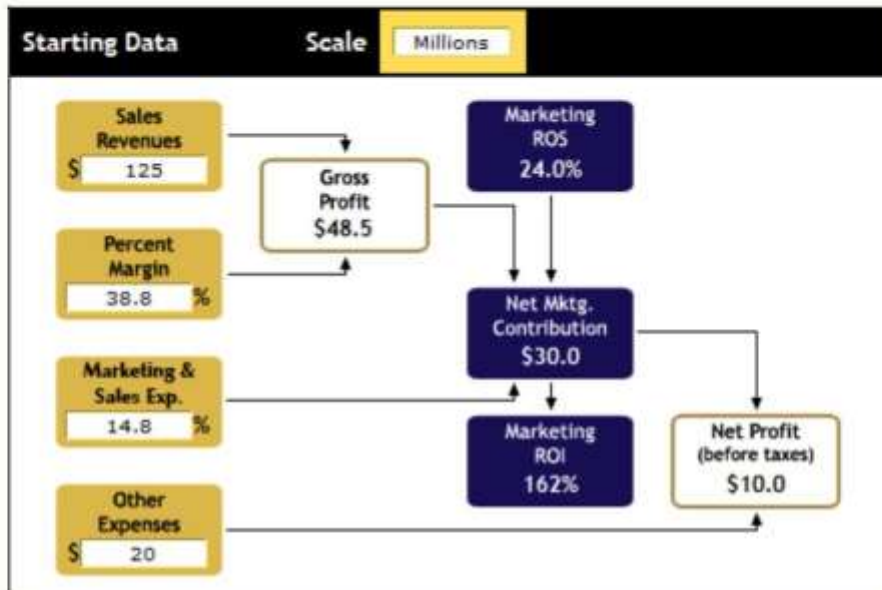 Starting Data
Scale
Millions
Sales
Revenues
$ 125
Percent
Margin
38.8 %
Marketing &
Sales Exp.
14.8 %
Other
Expenses
$ 20
Gross
Profit
$48.5
Marketing
ROS
24.0%
Net Mktg.
Contribution
$30.0
Marketing
ROI
162%
Net Profit
(before taxes)
$10.0